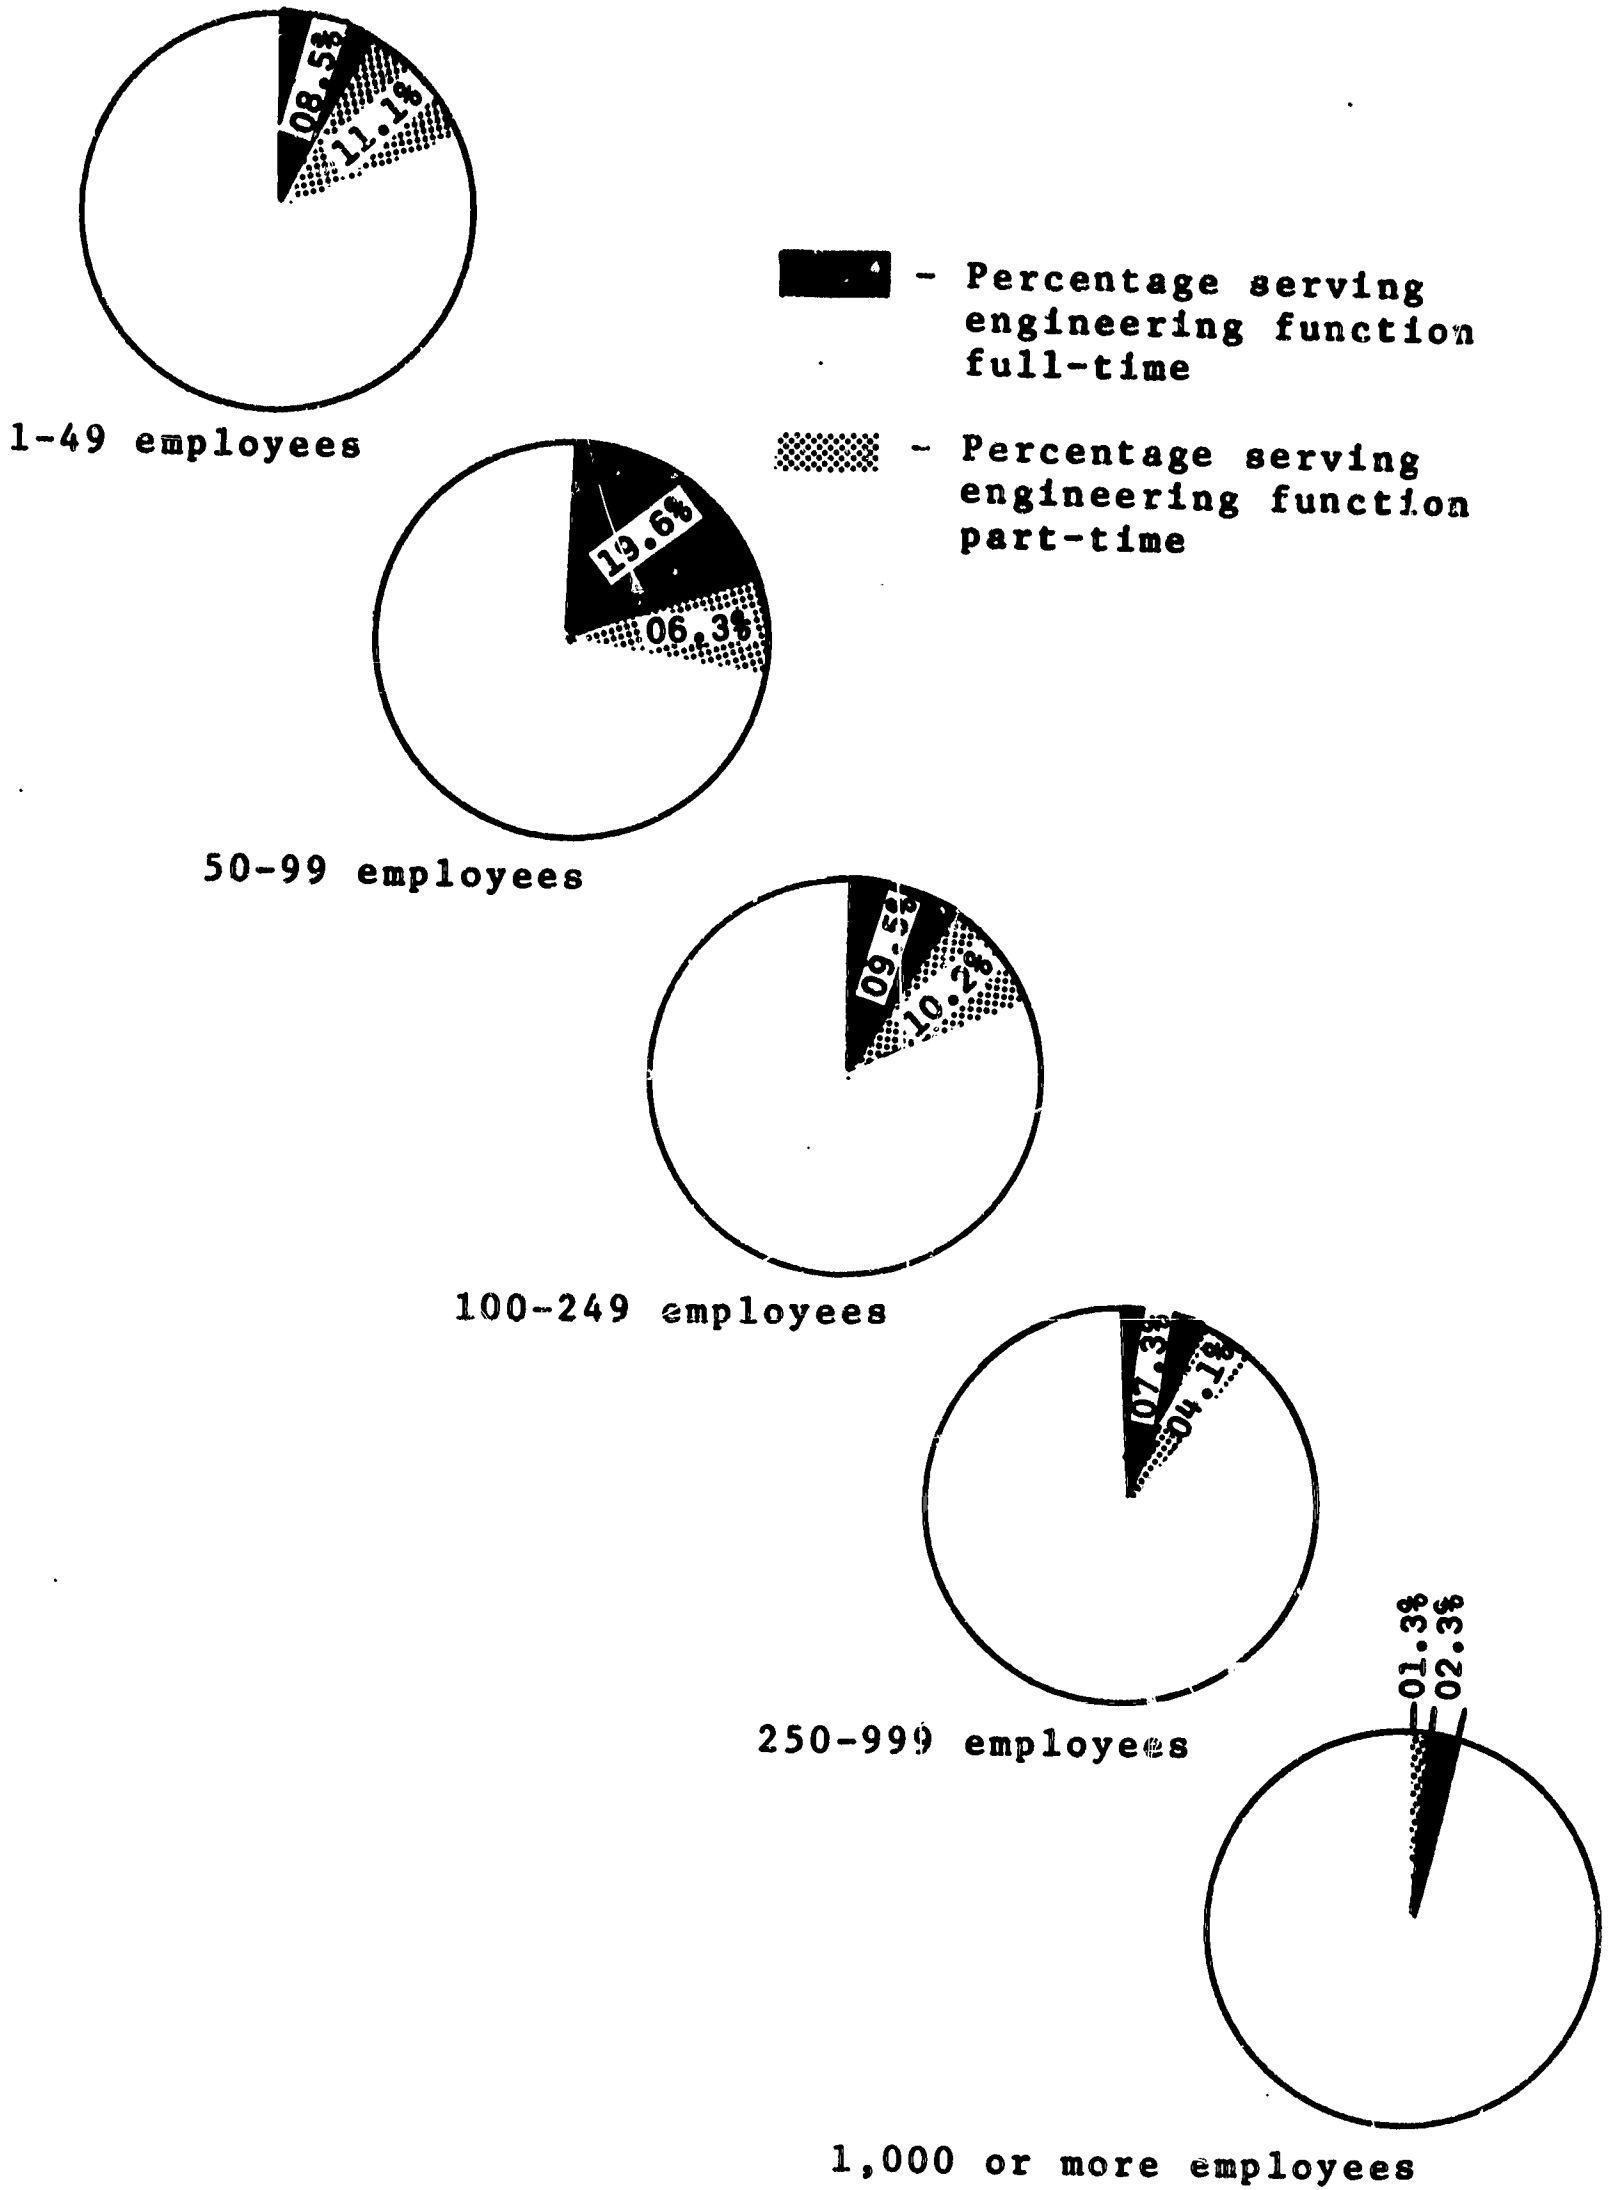 08.5%
11.1%
- Percentage serving
engineering function
full-time
1-49 employees
- Percentage serving
engineering function
part-time
19.6%
06.3%
50-99 employees
09.5%
10.2%
100-249 employees
07.3%
04.1%
01.3%
02.3%
250-999 employees
1,000 or more employees